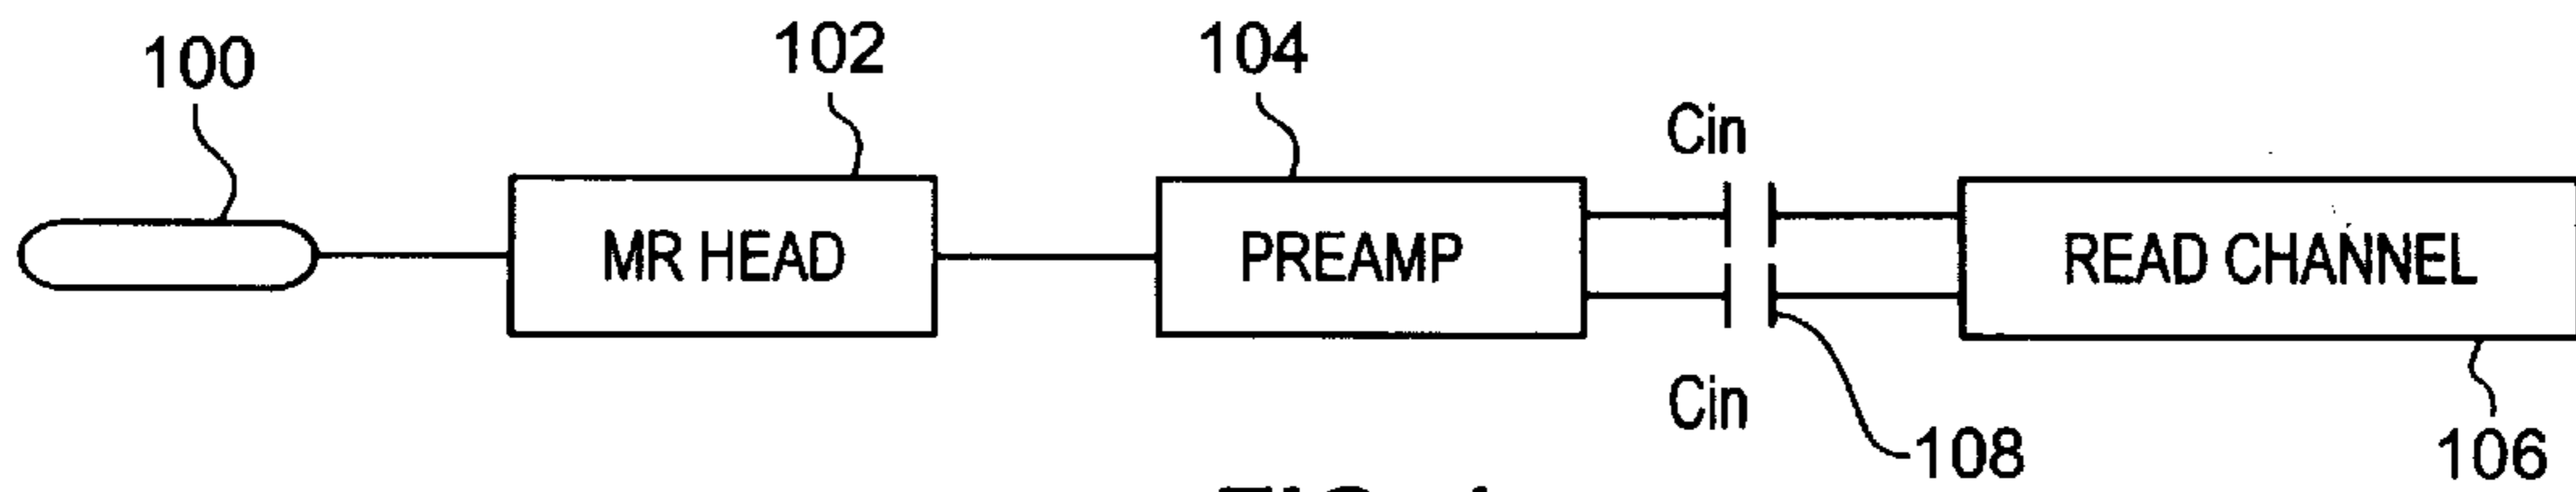 100
102
104
Cin
MR HEAD
PREAMP
READ CHANNEL
Cin
108
106